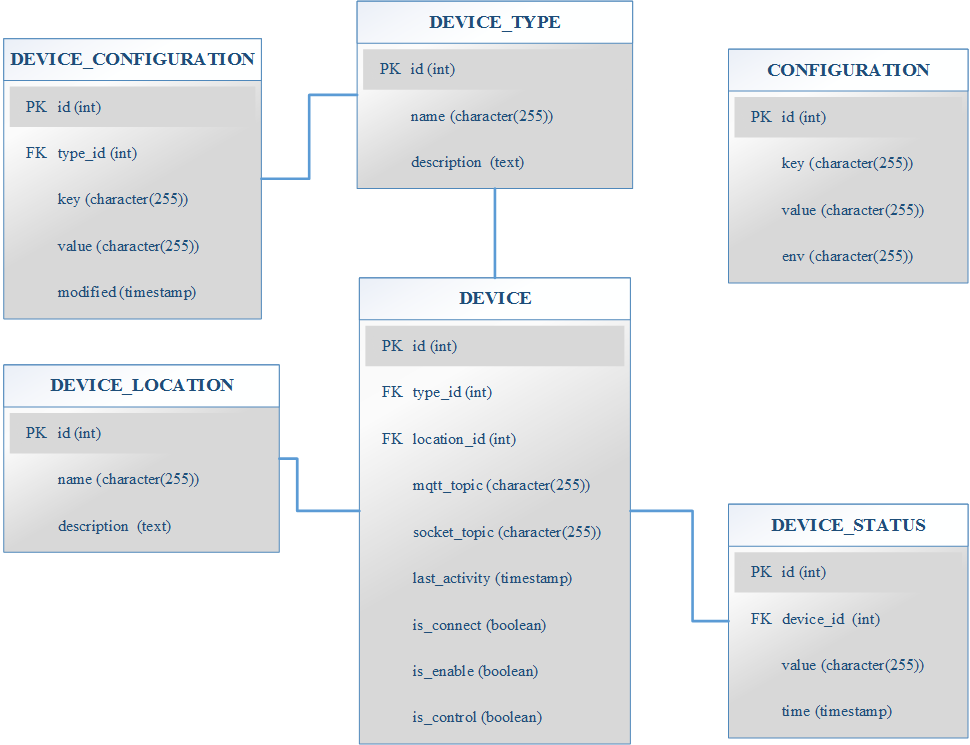 DEVICE_CONFIGURATION
PK id (int)
FK type_id (int)
key (character(255))
value (character(255))
modified (timestamp)
DEVICE_TYPE
PK id (int)
name (character(255))
description (text)
CONFIGURATION
PK id (int)
key (character(255))
value (character(255))
env (character(255))
DEVICE_LOCATION
PK id (int)
name (character(255))
description (text)
DEVICE
PK id (int)
FK type_id (int)
FK location_id (int)
mqtt_topic (character(255))
socket_topic (character(255))
last_activity (timestamp)
is_connect (boolean)
is_enable (boolean)
is_control (boolean)
DEVICE_STATUS
PK id (int)
FK device_id (int)
value (character(255))
time (timestamp)